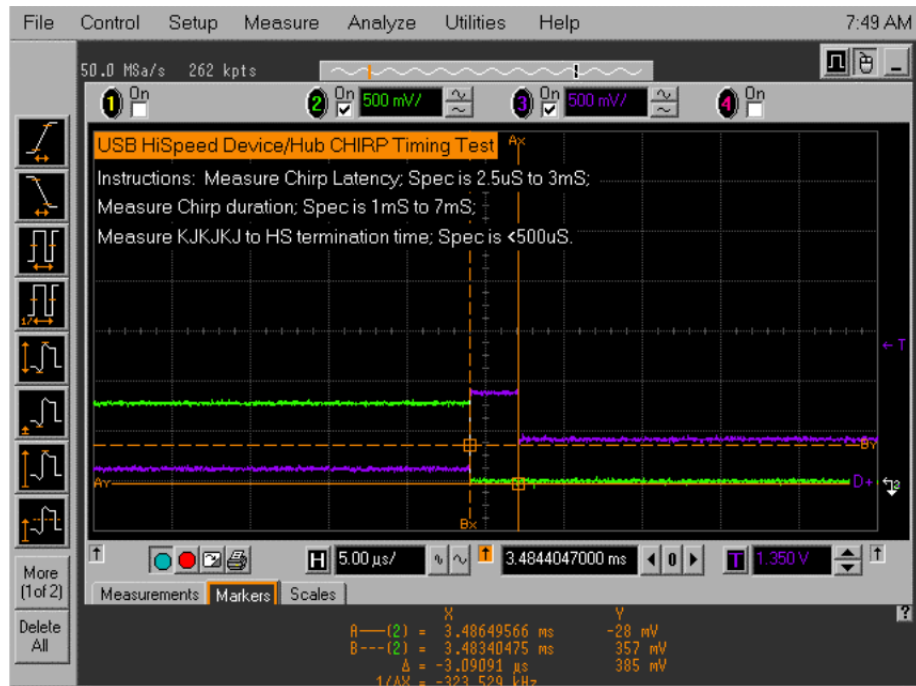 File Control Setup Measure Analyze Utilities Help 7:49 AM
50.0 MSa/s 262 kpts
1 On 2 On 500 mV/ 3 On 500 mV/ 4 On
USB HiSpeed Device/Hub CHIRP Timing Test Ax
Instructions: Measure Chirp Latency; Spec is 2.5uS to 3mS;
Measure Chirp duration; Spec is 1mS to 7mS;
Measure KJKJKJ to HS termination time; Spec is <500uS.
T
By
Ay D+ 2
Bx
H 5.00 µs/ 3.4844047000 ms 0 T 1.350 V
More
(1 of 2)
Delete
All
Measurements Markers Scales
?
X Y
A——(2) = 3.48649566 ms -28 mV
B---(2) = 3.48340475 ms 357 mV
Δ = -3.09091 µs 385 mV
1/ΔX = -323.529 kHz